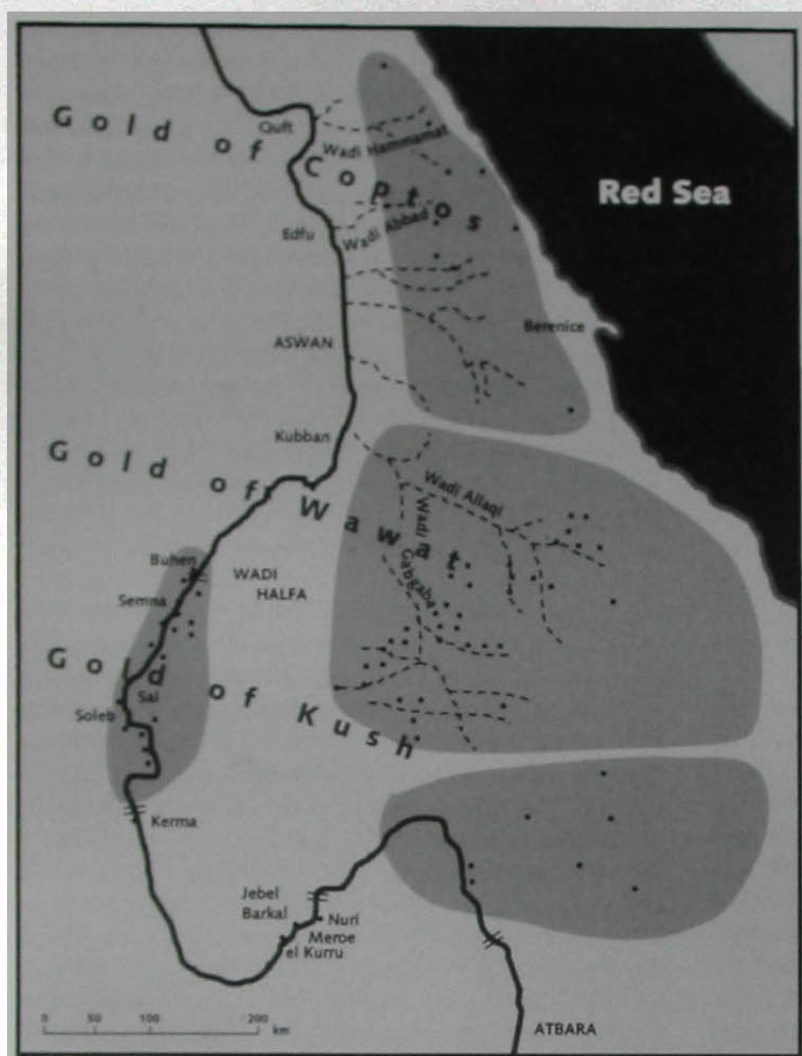 Quft
Gold of Coptos
Wadi Hammamat
Red Sea
Edfu
Wadi Abbad
Berenice
ASWAN
Kubban
Gold of Wawat
Wadi Allaqi
Wadi Gabgaba
Buhen
WADI
HALFA
Semna
Gold of Kush
Sai
Soleb
Kerma
Jebel
Barkal
Nuri
Meroe
el Kurru
0 50 100 200
km
ATBARA